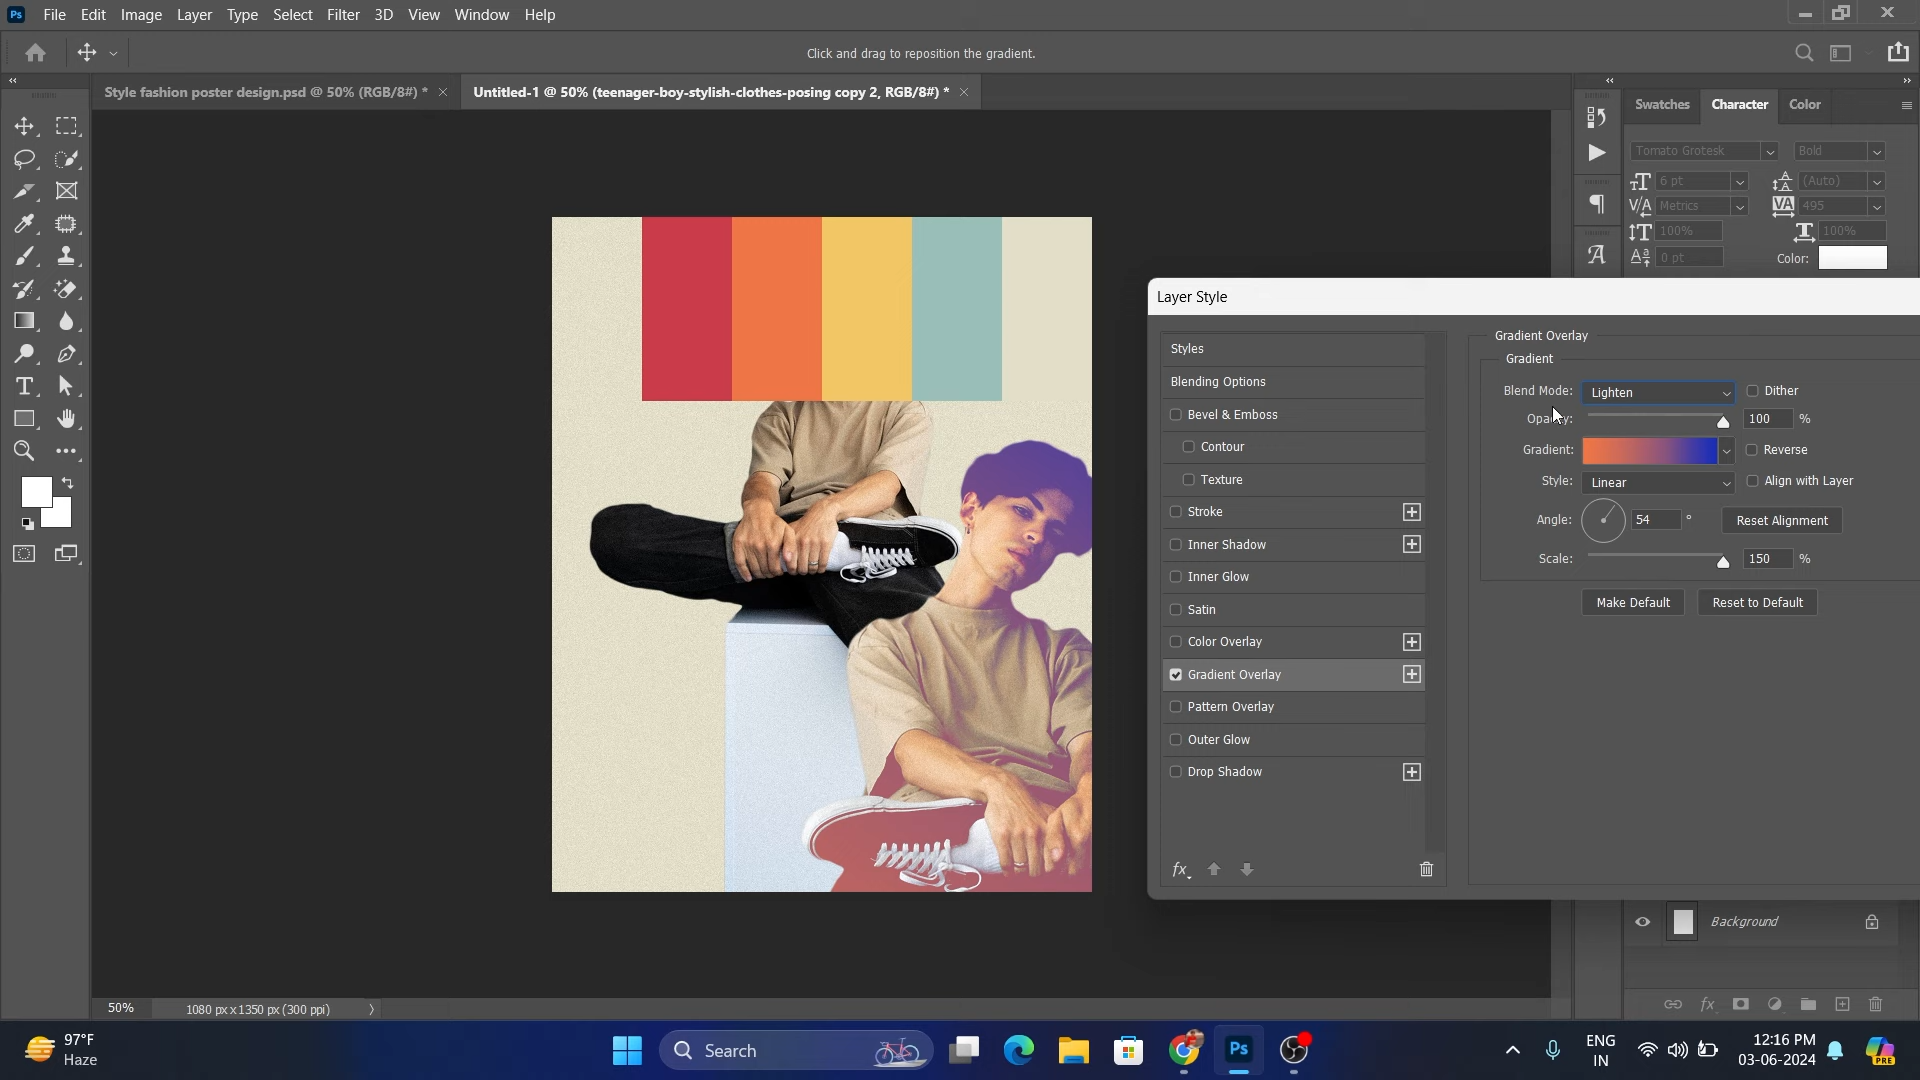 Ps File Edit Image Layer Type Select Filter 3D View Window Help
Click and drag to reposition the gradient.
Style fashion poster design.psd @ 50% (RGB/8#) *
Untitled-1 @ 50% (teenager-boy-stylish-clothes-posing copy 2, RGB/8#) *
Swatches Character Color
Tomato Grotesk Bold
6 pt (Auto)
Metrics 495
100% 100%
0 pt Color:
Layer Style
Styles
Blending Options
Bevel & Emboss
Contour
Texture
Stroke
Inner Shadow
Inner Glow
Satin
Color Overlay
Gradient Overlay
Pattern Overlay
Outer Glow
Drop Shadow
fx
Gradient Overlay
Gradient
Blend Mode: Lighten Dither
Opacity: 100 %
Gradient: Reverse
Style: Linear Align with Layer
Angle: 54 ° Reset Alignment
Scale: 150 %
Make Default Reset to Default
Background
fx
50% 1080 px x 1350 px (300 ppi)
97°F
Haze
Search
Ps
ENG
IN
12:16 PM
03-06-2024
PRE